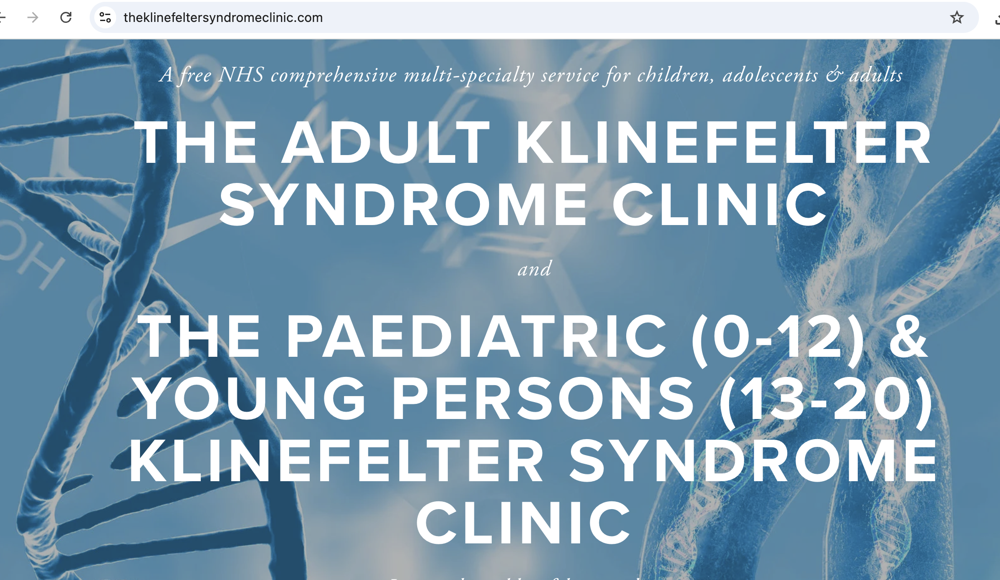 theklinefeltersyndromeclinic.com
A free NHS comprehensive multi-specialty service for children, adolescents & adults
THE ADULT KLINEFELTER
SYNDROME CLINIC
and
THE PAEDIATRIC (0-12) &
YOUNG PERSONS (13-20)
KLINEFELTER SYNDROME
CLINIC
OH